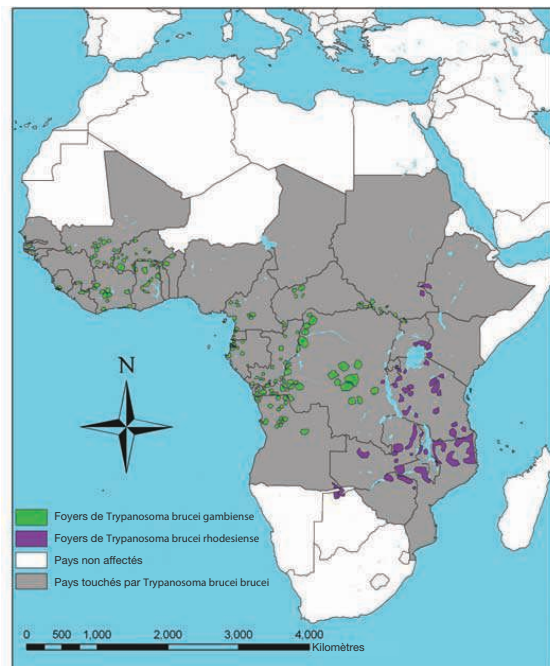 N
Foyers de Trypanosoma brucei gambiense
Foyers de Trypanosoma brucei rhodesiense
Pays non affectés
Pays touchés par Trypanosoma brucei brucei
0 500 1,000 2,000 3,000 4,000
Kilomètres